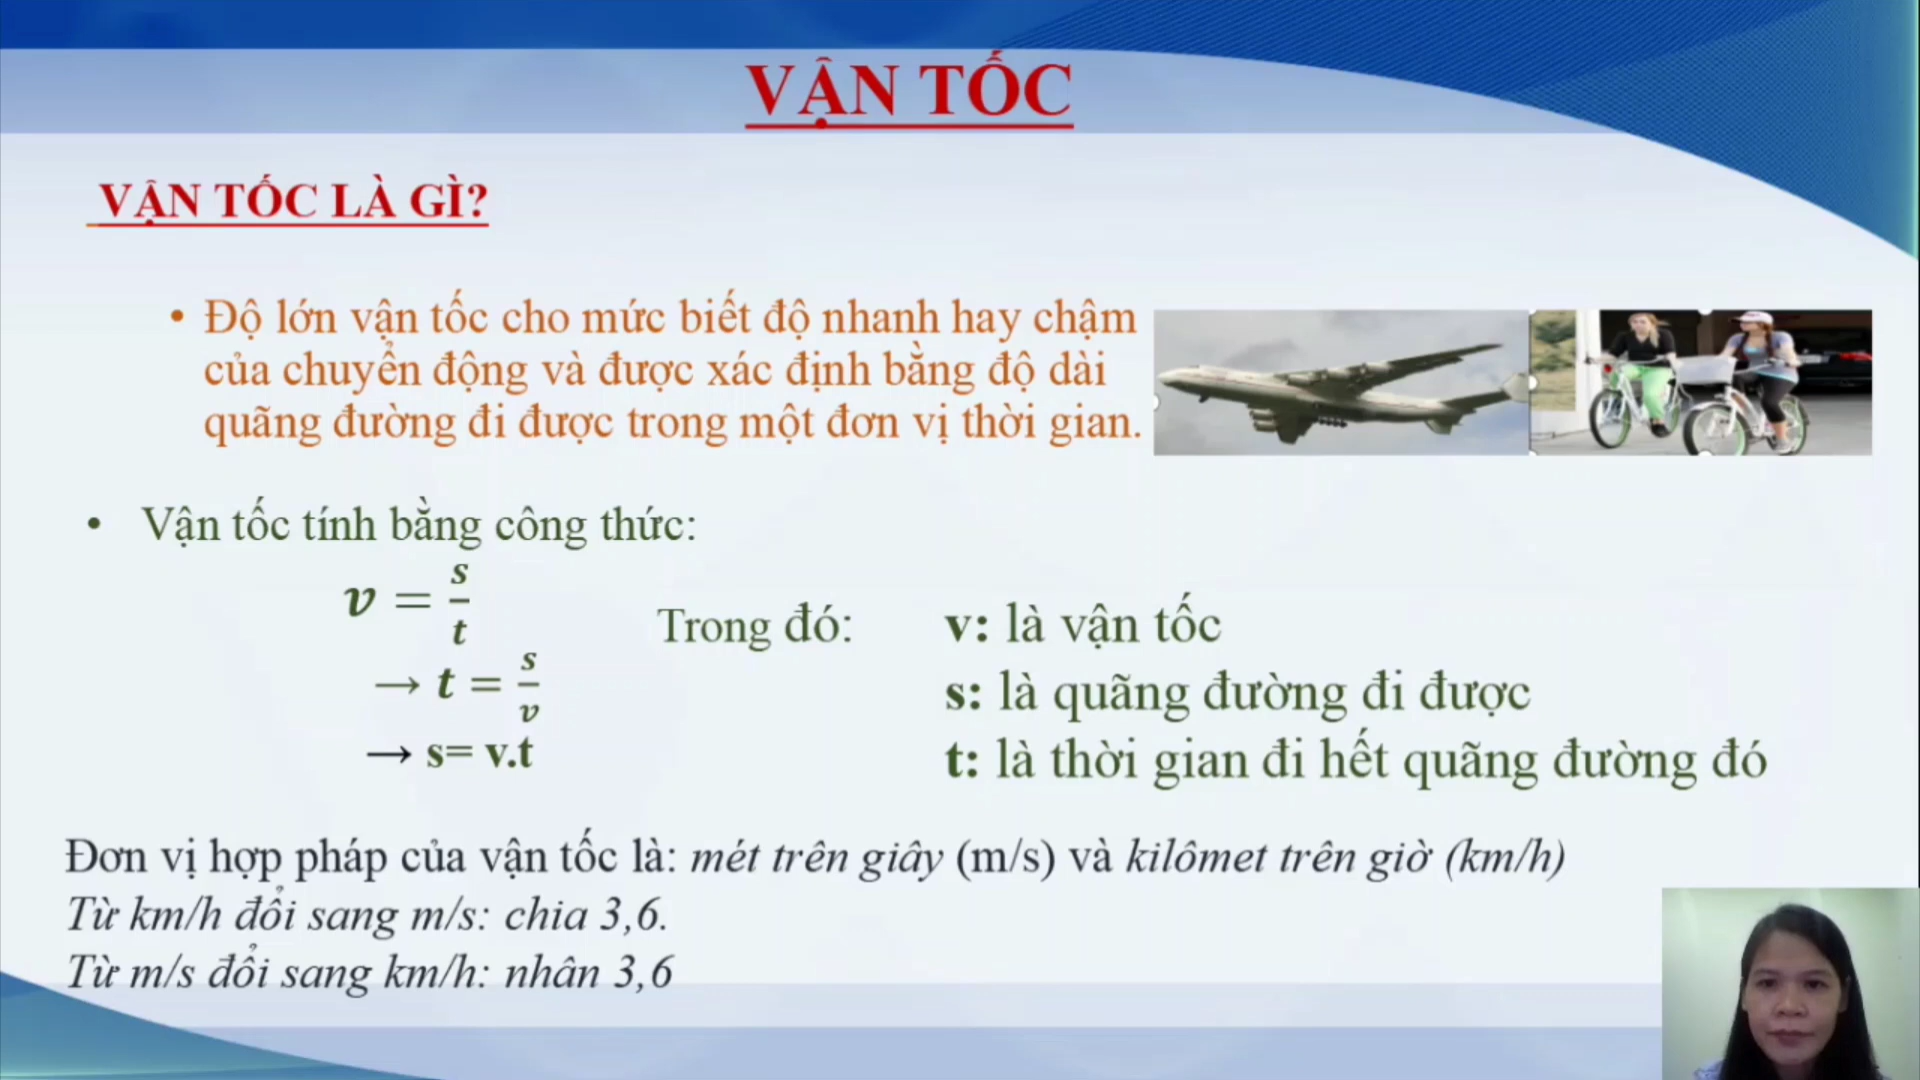 VẬN TỐC
VẬN TỐC LÀ GÌ?
• Độ lớn vận tốc cho mức biết độ nhanh hay chậm
của chuyển động và được xác định bằng độ dài
quãng đường đi được trong một đơn vị thời gian.
• Vận tốc tính bằng công thức:
v = s/t
→ t = s/v
→ s= v.t
Trong đó:
v: là vận tốc
s: là quãng đường đi được
t: là thời gian đi hết quãng đường đó
Đơn vị hợp pháp của vận tốc là: mét trên giây (m/s) và kilômet trên giờ (km/h)
Từ km/h đổi sang m/s: chia 3,6.
Từ m/s đổi sang km/h: nhân 3,6